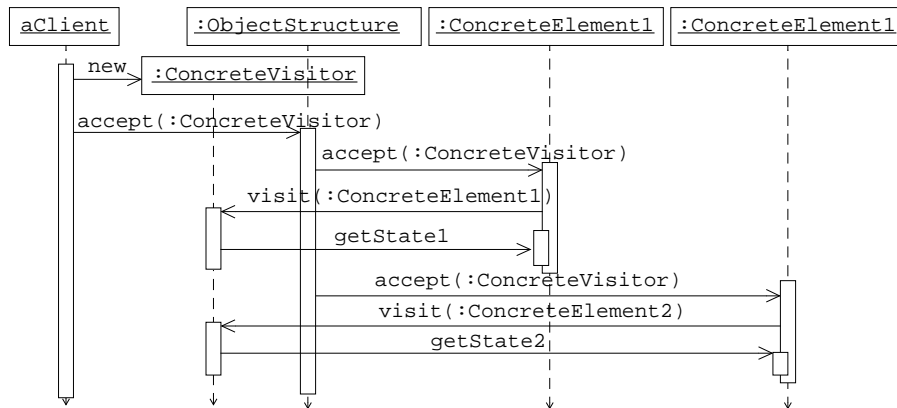 aClient
:ObjectStructure
:ConcreteElement1
:ConcreteElement1
new
:ConcreteVisitor
accept(:ConcreteVisitor)
accept(:ConcreteVisitor)
visit(:ConcreteElement1)
getState1
accept(:ConcreteVisitor)
visit(:ConcreteElement2)
getState2